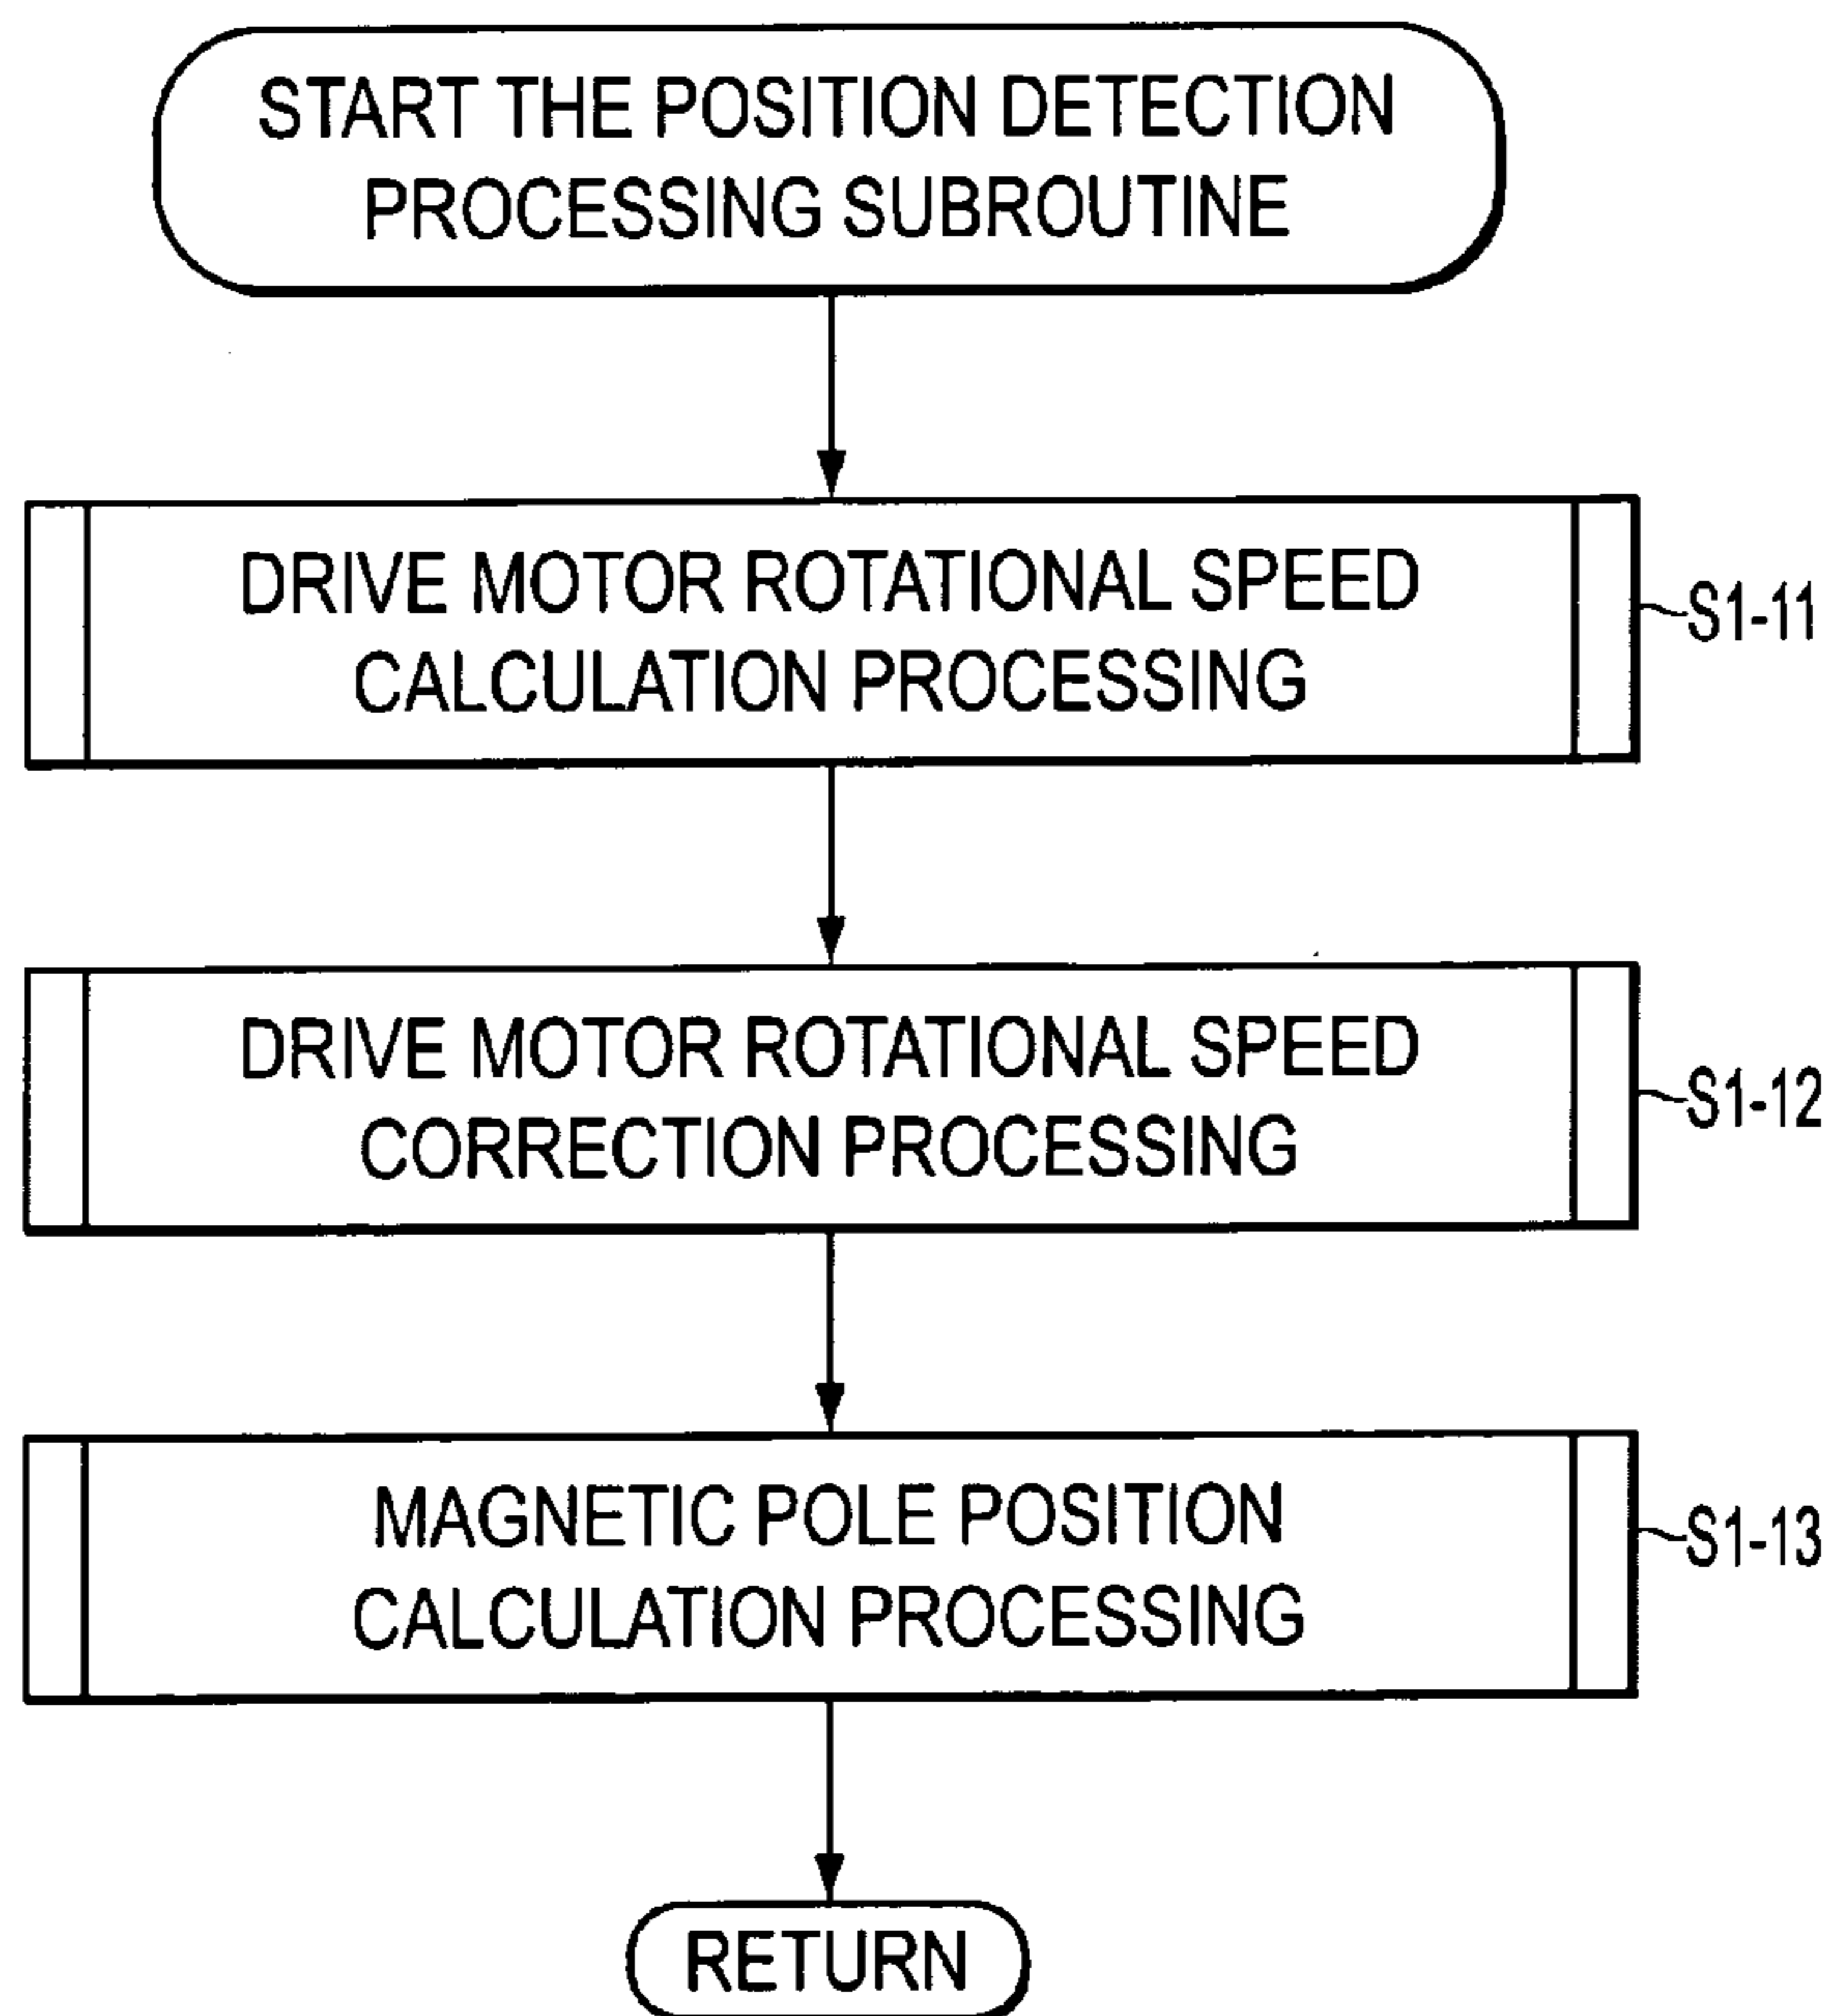 START THE POSITION DETECTION
PROCESSING SUBROUTINE
DRIVE MOTOR ROTATIONAL SPEED
CALCULATION PROCESSING
S1-11
DRIVE MOTOR ROTATIONAL SPEED
CORRECTION PROCESSING
S1-12
MAGNETIC POLE POSITION
CALCULATION PROCESSING
S1-13
RETURN